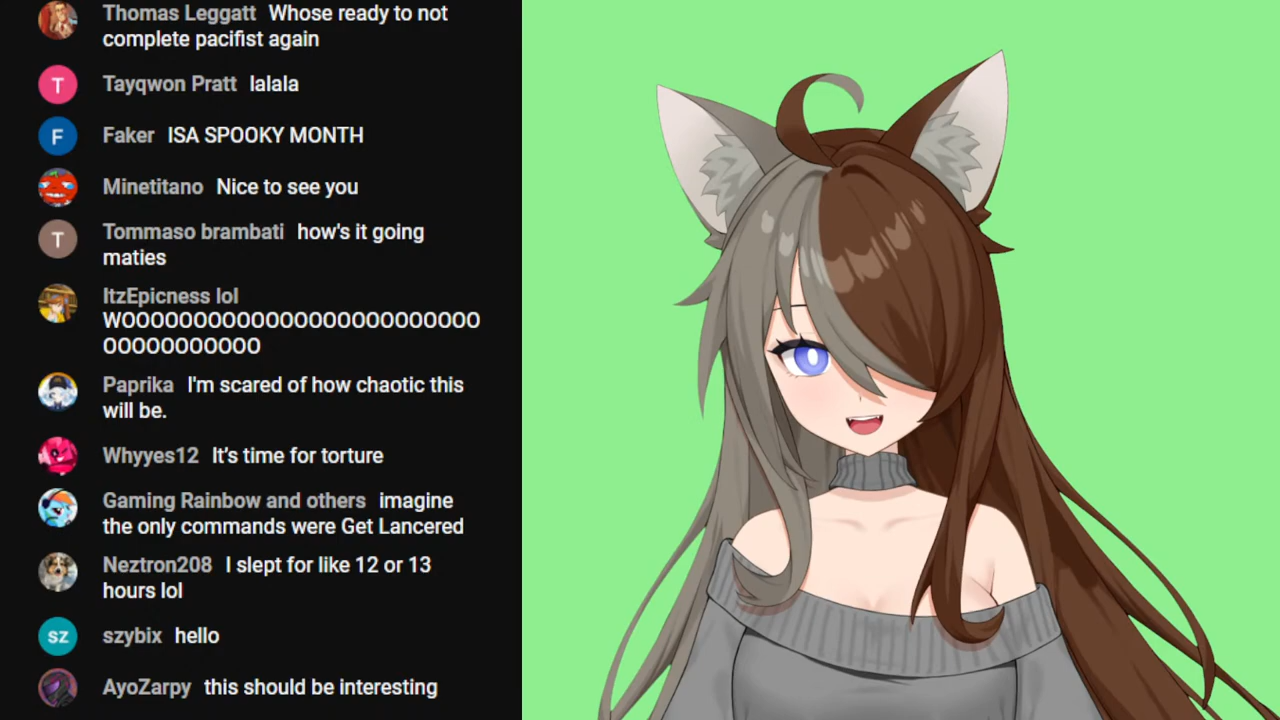 Thomas Leggatt Whose ready to not
complete pacifist again
T
Tayqwon Pratt lalala
F
Faker ISA SPOOKY MONTH
Minetitano Nice to see you
T
Tommaso brambati how's it going
maties
ItzEpicness lol
WOOOOOOOOOOOOOOOOOOOOOOOOO
OOOOOOOOOOO
Paprika I'm scared of how chaotic this
will be.
Whyyes12 It's time for torture
Gaming Rainbow and others imagine
the only commands were Get Lancered
Neztron208 I slept for like 12 or 13
hours lol
SZ
szybix hello
AyoZarpy this should be interesting